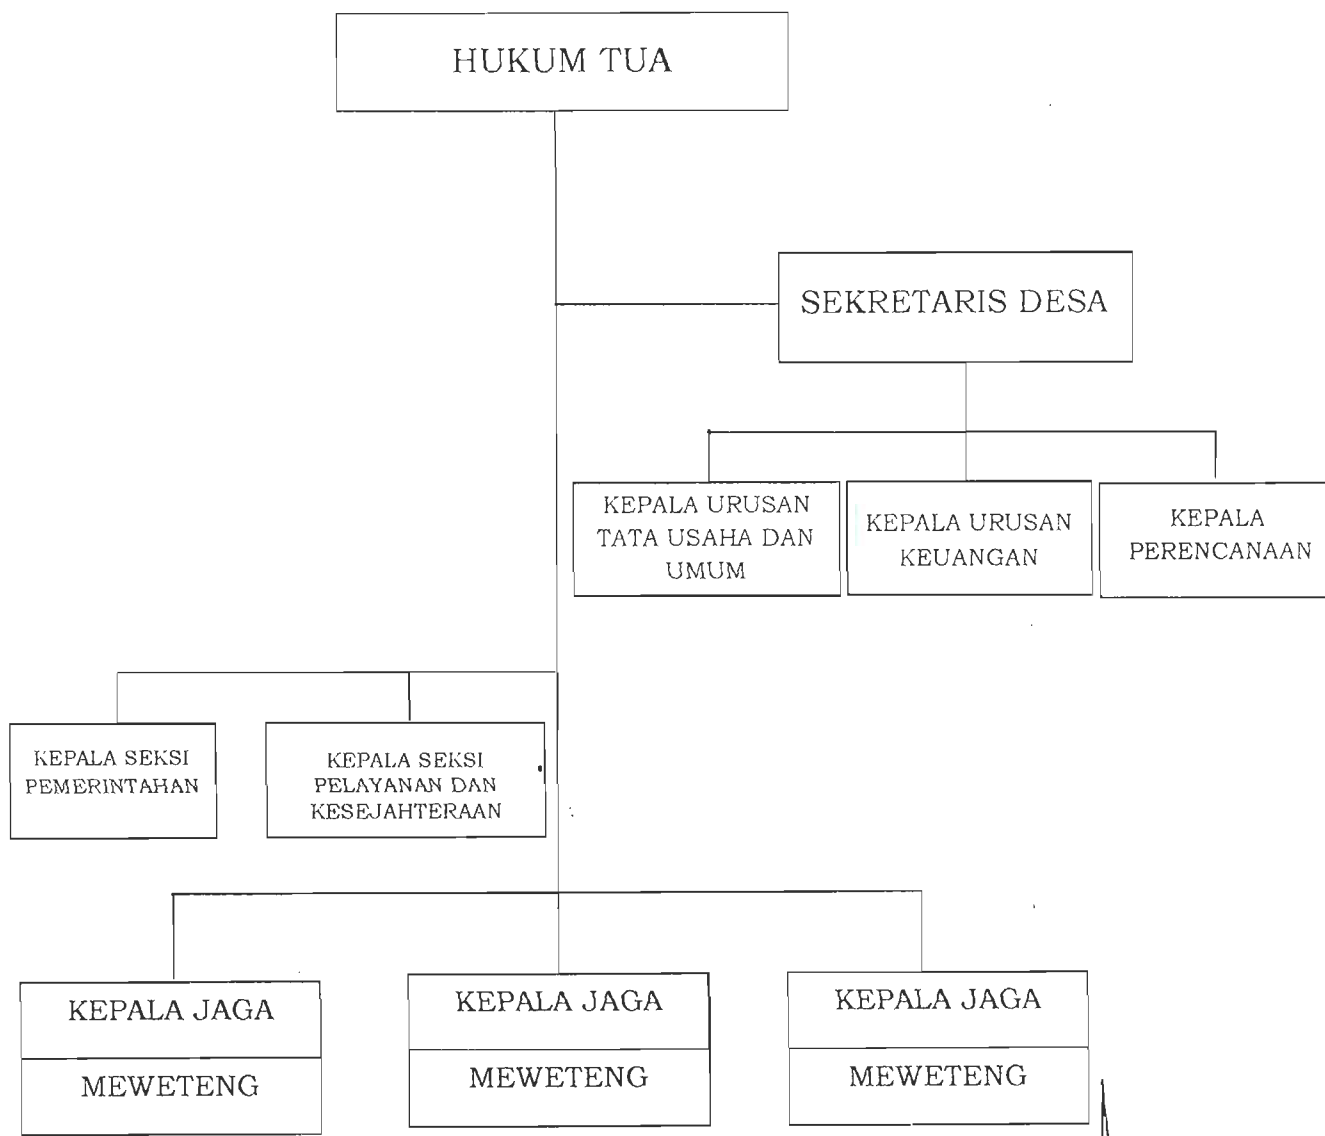 HUKUM TUA
SEKRETARIS DESA
KEPALA URUSAN
TATA USAHA DAN
UMUM
KEPALA URUSAN
KEUANGAN
KEPALA
PERENCANAAN
KEPALA SEKSI
PEMERINTAHAN
KEPALA SEKSI
PELAYANAN DAN
KESEJAHTERAAN
KEPALA JAGA
MEWETENG
KEPALA JAGA
MEWETENG
KEPALA JAGA
MEWETENG